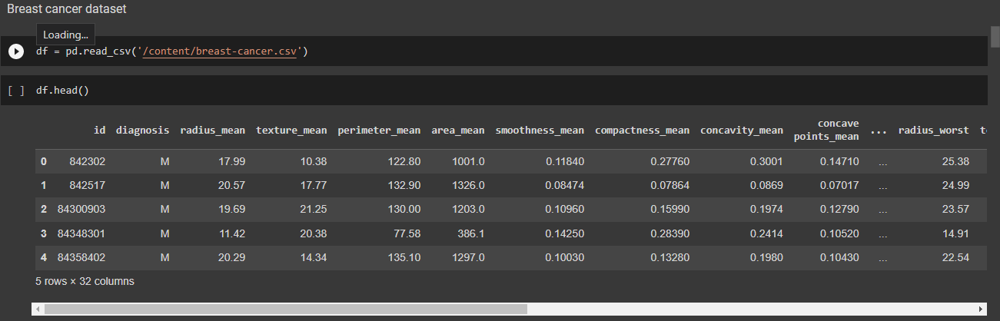 Breast cancer dataset
Loading...
df = pd.read_csv('/content/breast-cancer.csv')
[ ] df.head()
id diagnosis radius_mean texture_mean perimeter_mean area_mean smoothness_mean compactness_mean concavity_mean concave points_mean ... radius_worst
0 842302 M 17.99 10.38 122.80 1001.0 0.11840 0.27760 0.3001 0.14710 ... 25.38
1 842517 M 20.57 17.77 132.90 1326.0 0.08474 0.07864 0.0869 0.07017 ... 24.99
2 84300903 M 19.69 21.25 130.00 1203.0 0.10960 0.15990 0.1974 0.12790 ... 23.57
3 84348301 M 11.42 20.38 77.58 386.1 0.14250 0.28390 0.2414 0.10520 ... 14.91
4 84358402 M 20.29 14.34 135.10 1297.0 0.10030 0.13280 0.1980 0.10430 ... 22.54
5 rows × 32 columns